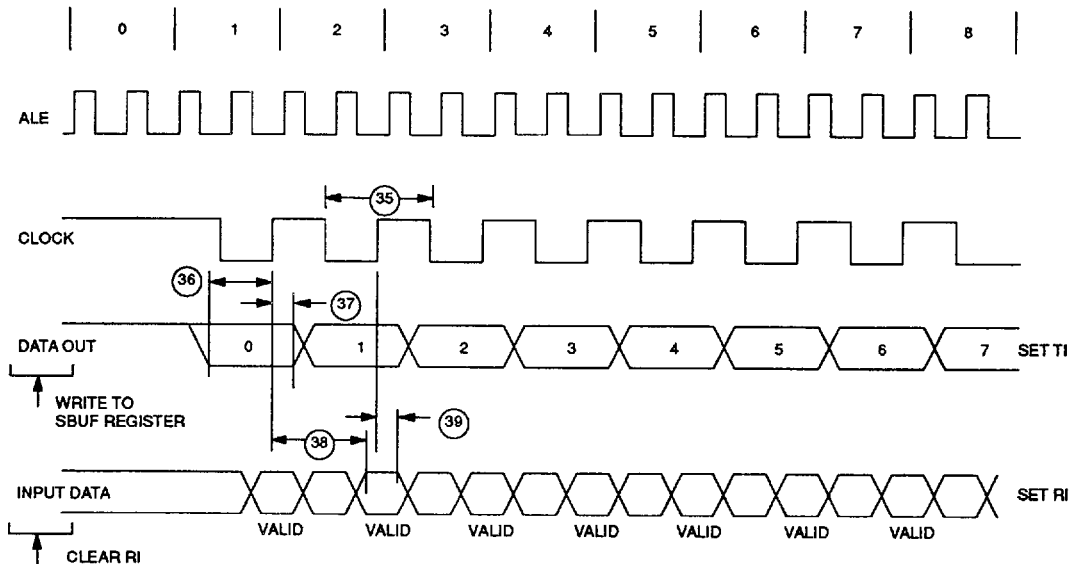 0 1 2 3 4 5 6 7 8
ALE
35
CLOCK
36
37
DATA OUT
0 1 2 3 4 5 6 7
SET TI
WRITE TO
SBUF REGISTER
39
38
INPUT DATA
SET RI
VALID VALID VALID VALID VALID VALID VALID
CLEAR RI